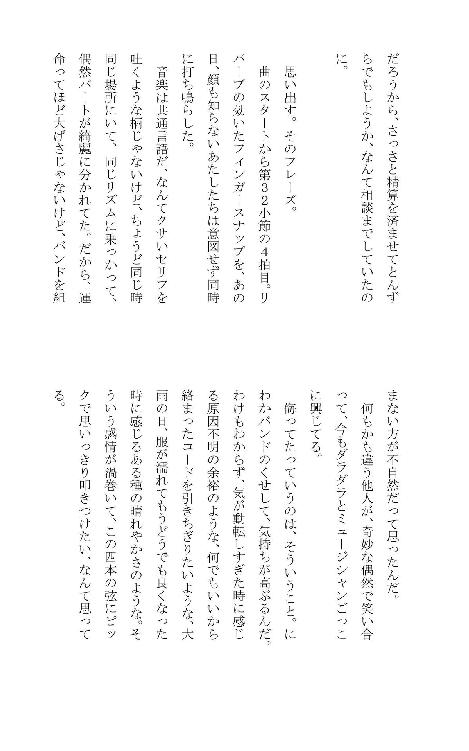 だろうから、さっさと精算を済ませてとんず
らでもしようか、なんて相談までしていたの
に。
思い出す。そのフレーズ。
曲のスタートから第32小節の4拍目。リ
バーブの効いたフィンガースナップを、あの
日、顔も知らないあたしたらは意図せず同時
に打ち鳴らした。
音楽は共通言語だ、なんてクサいセリフを
吐くような柄じゃないけど、ちょうど同じ時
同じ場所にいて、同じリズムに乗っかって、
偶然パートが綺麗に分かれてた。だから、運
命ってほど大げさじゃないけど、バンドを組
まない方が不自然だって思ったんだ。
何もかも違う他人が、奇妙な偶然で笑い合
って、今もダラダラとミュージシャンごっこ
に興じてる。
侮ってたっていうのは、そういうこと。に
わかバンドのくせして、気持ちが高ぶるんだ。
わけもわからず、気が動転しすぎた時に感じ
る原因不明の余裕のような、何でもいいから
絡まったコードを引きちぎりたいような、大
雨の日、服が濡れてもうどうでも良くなった
時に感じるある種の晴れやかさのような。そ
ういう感情が渦巻いて、この四本の弦にピッ
クで思いっきり叩きつけたい、なんて思って
る。